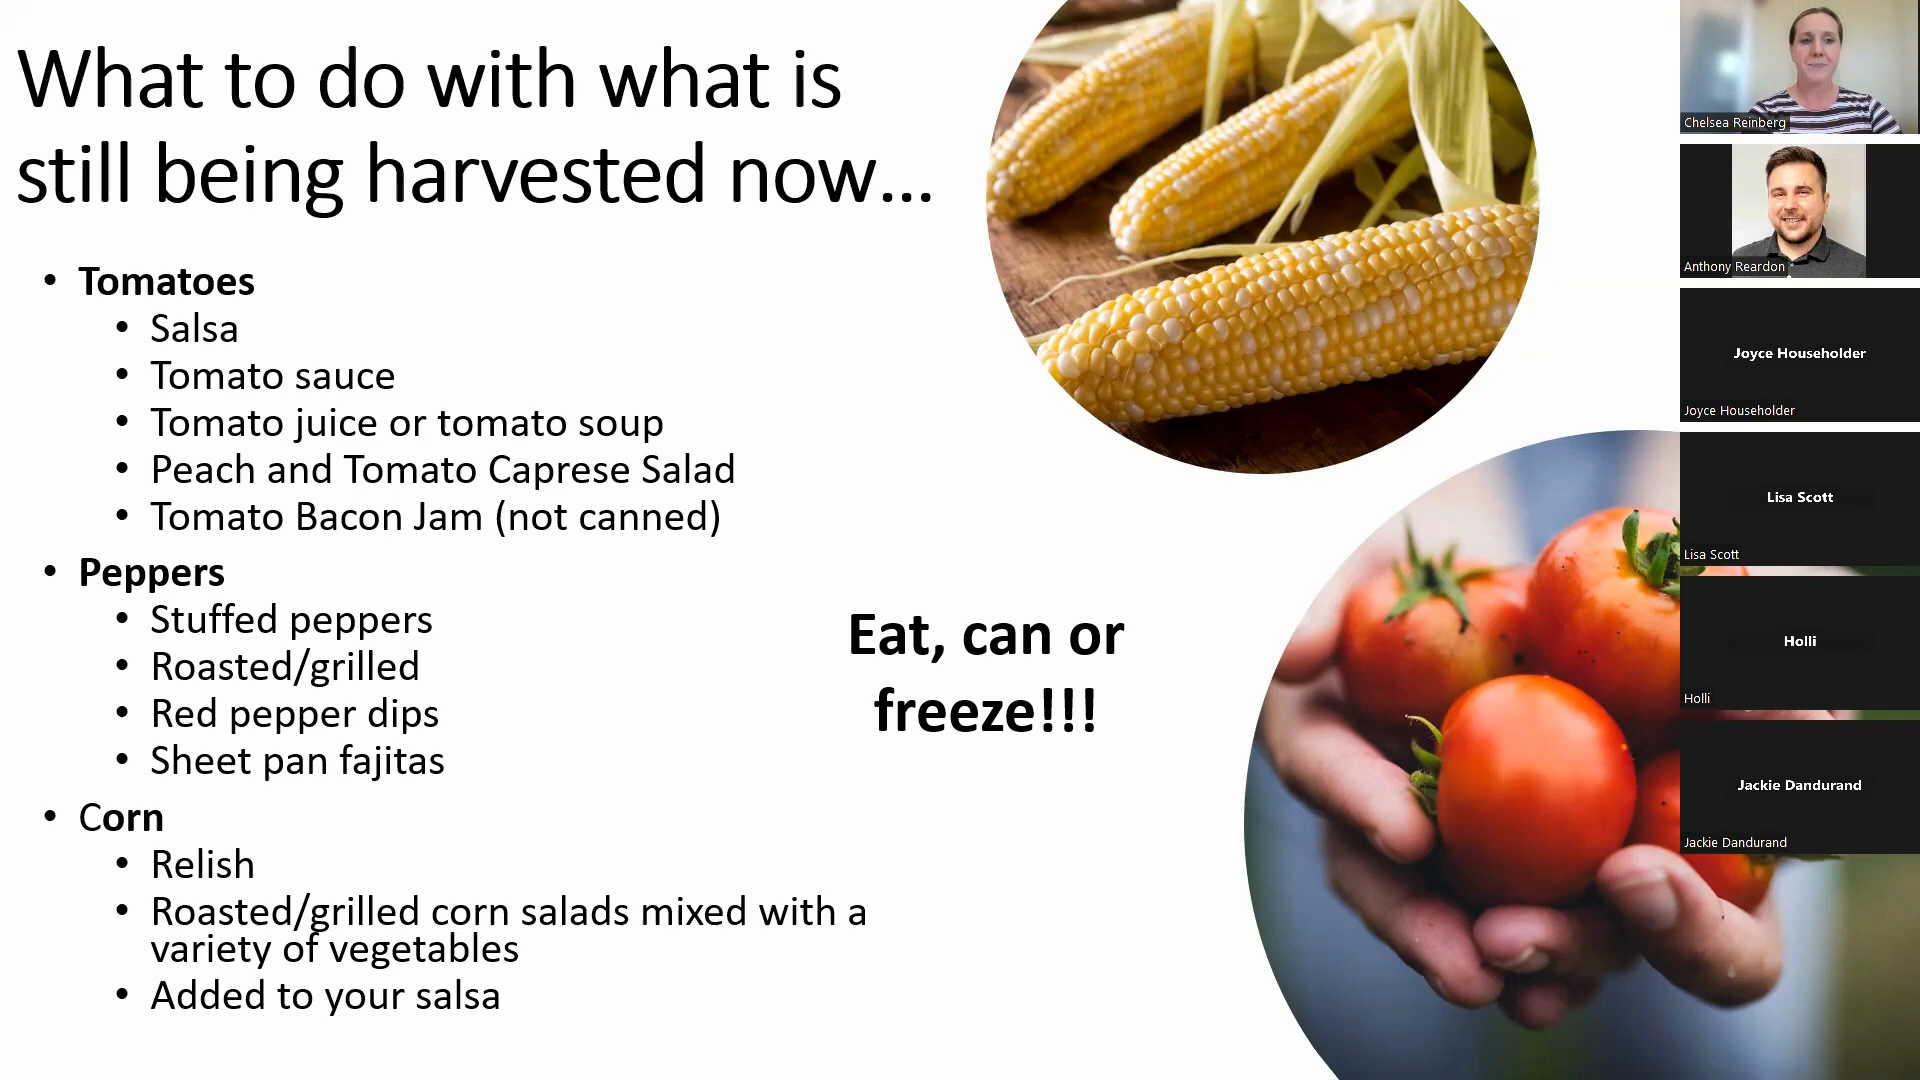 What to do with what is
still being harvested now...
• Tomatoes
• Salsa
• Tomato sauce
• Tomato juice or tomato soup
• Peach and Tomato Caprese Salad
• Tomato Bacon Jam (not canned)
• Peppers
• Stuffed peppers
• Roasted/grilled
• Red pepper dips
• Sheet pan fajitas
• Corn
• Relish
• Roasted/grilled corn salads mixed with a
variety of vegetables
• Added to your salsa
Eat, can or
freeze!!!
Chelsea Reinberg
Anthony Reardon
Joyce Householder
Joyce Householder
Lisa Scott
Lisa Scott
Holli
Holli
Jackie Dandurand
Jackie Dandurand